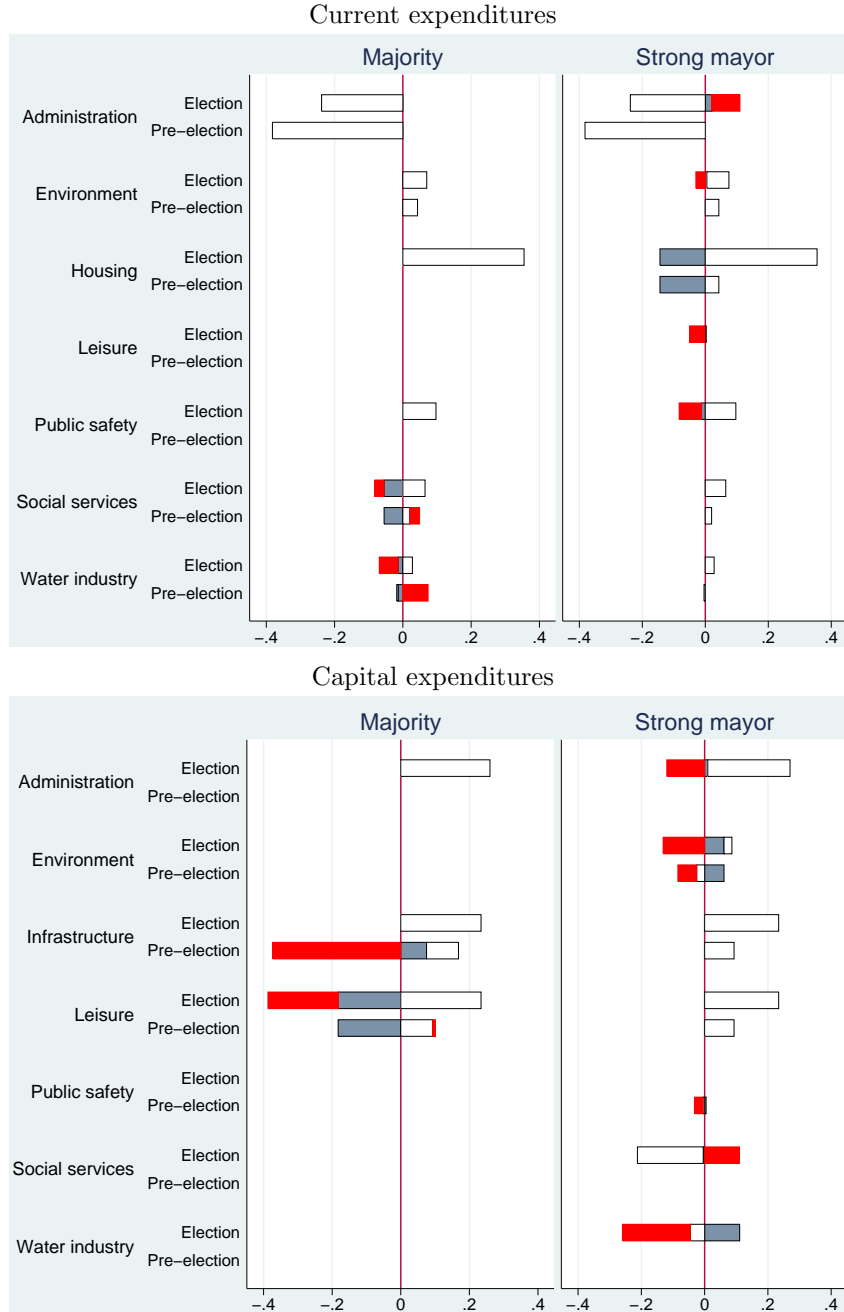 Current expenditures
Majority Strong mayor
Administration
Election
Pre−election
Environment
Election
Pre−election
Housing
Election
Pre−election
Leisure
Election
Pre−election
Public safety
Election
Pre−election
Social services
Election
Pre−election
Water industry
Election
Pre−election
−.4 −.2 0 .2 .4 −.4 −.2 0 .2 .4
Capital expenditures
Majority Strong mayor
Administration
Election
Pre−election
Environment
Election
Pre−election
Infrastructure
Election
Pre−election
Leisure
Election
Pre−election
Public safety
Election
Pre−election
Social services
Election
Pre−election
Water industry
Election
Pre−election
−.4 −.2 0 .2 .4 −.4 −.2 0 .2 .4